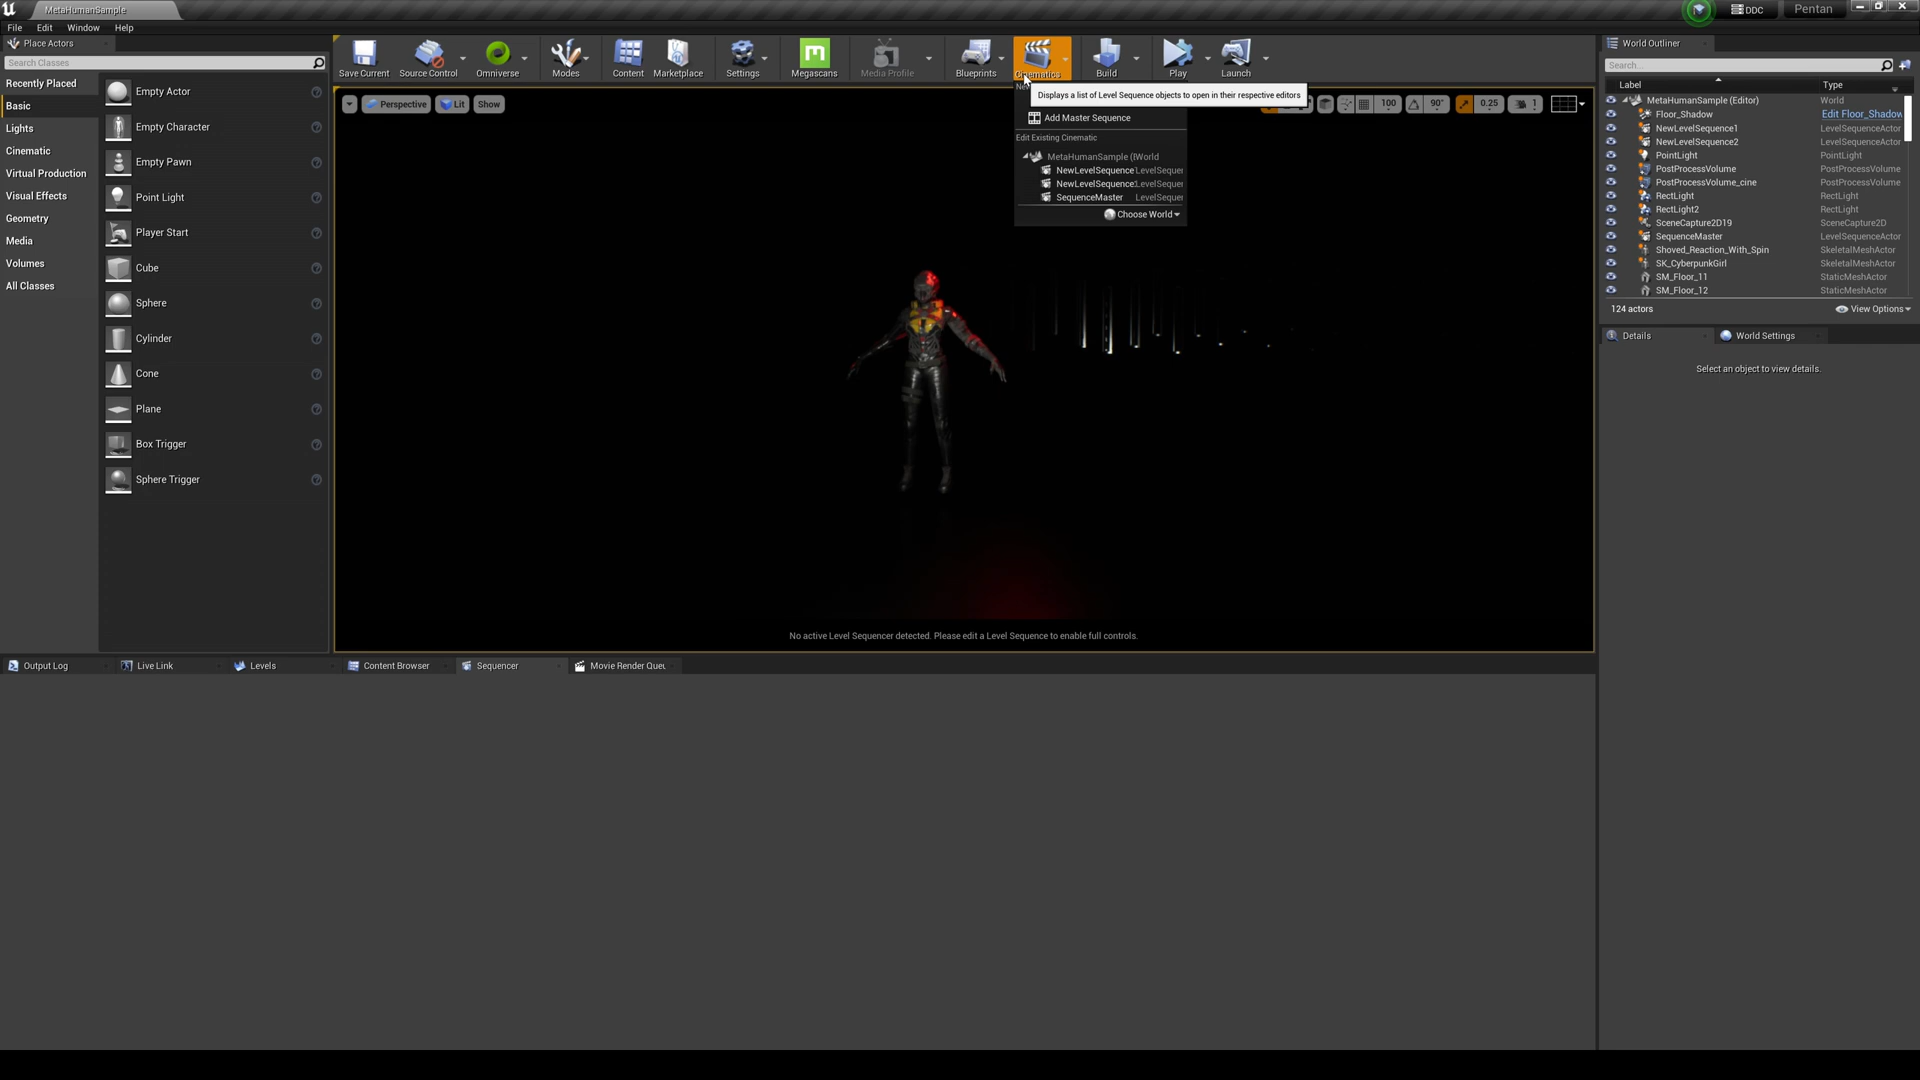 MetaHumanSample
DDC
Pentan
File Edit Window Help
Place Actors
Search Classes
Recently Placed
Basic
Lights
Cinematic
Virtual Production
Visual Effects
Geometry
Media
Volumes
All Classes
Empty Actor
Empty Character
Empty Pawn
Point Light
Player Start
Cube
Sphere
Cylinder
Cone
Plane
Box Trigger
Sphere Trigger
Save Current
Source Control
Omniverse
Modes
Content
Marketplace
Settings
Megascans
Media Profile
Blueprints
Cinematics
Build
Play
Launch
Perspective
Lit
Show
100
90°
0.25
1
Displays a list of Level Sequence objects to open in their respective editors
Add Master Sequence
Edit Existing Cinematic
MetaHumanSample (World
NewLevelSequence LevelSequer
NewLevelSequence LevelSequer
SequenceMaster LevelSequer
Choose World
No active Level Sequencer detected. Please edit a Level Sequence to enable full controls.
Output Log
Live Link
Levels
Content Browser
Sequencer
Movie Render Queu
World Outliner
Search...
Label Type
MetaHumanSample (Editor) World
Floor_Shadow Edit Floor_Shadow
NewLevelSequence1 LevelSequenceActor
NewLevelSequence2 LevelSequenceActor
PointLight PointLight
PostProcessVolume PostProcessVolume
PostProcessVolume_cine PostProcessVolume
RectLight RectLight
RectLight2 RectLight
SceneCapture2D19 SceneCapture2D
SequenceMaster LevelSequenceActor
Shoved_Reaction_With_Spin SkeletalMeshActor
SK_CyberpunkGirl SkeletalMeshActor
SM_Floor_11 StaticMeshActor
SM_Floor_12 StaticMeshActor
124 actors
View Options
Details
World Settings
Select an object to view details.